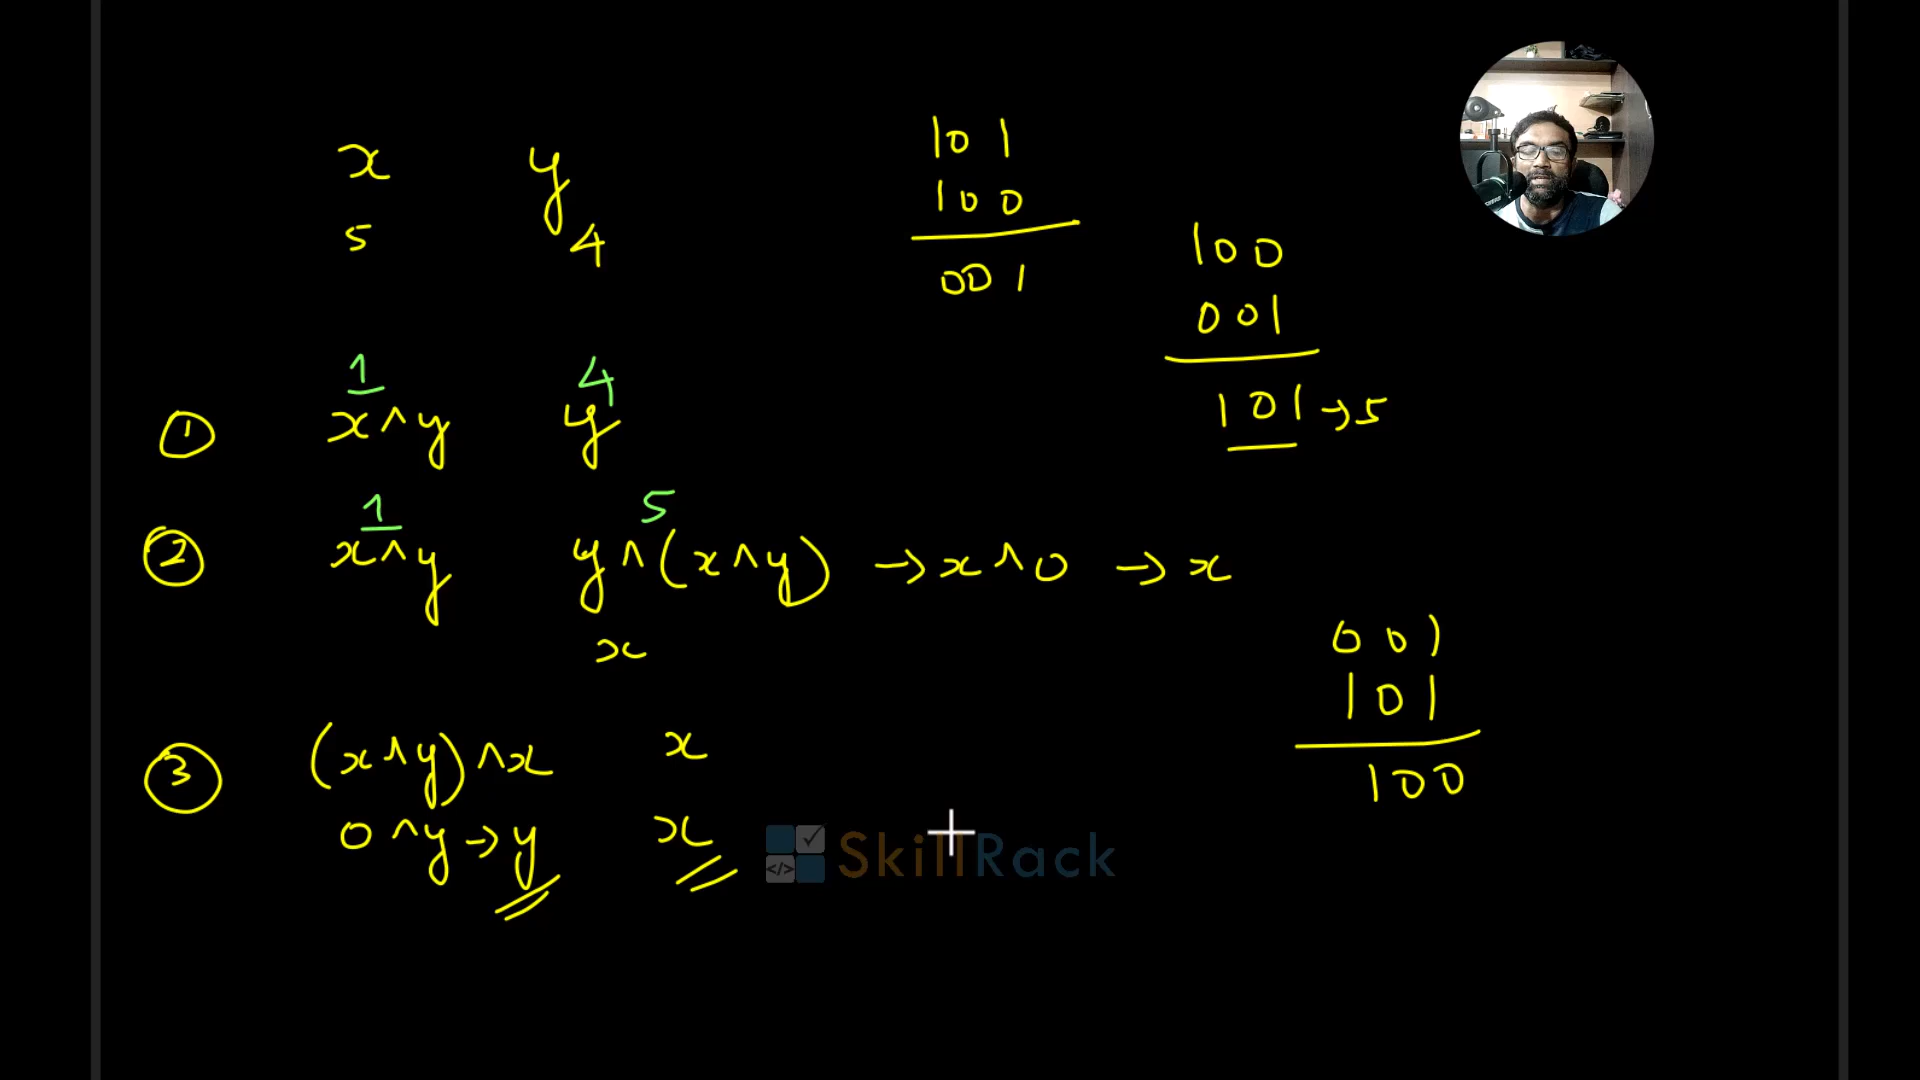 x y
5 4
101
100
001
100
001
101 → 5
1 4
① x ^ y y
1 5
② x ^ y y ^ (x ^ y) → x ^ 0 → x
x
001
101
100
③ (x ^ y) ^ x x
0 ^ y → y x
</> SkillRack